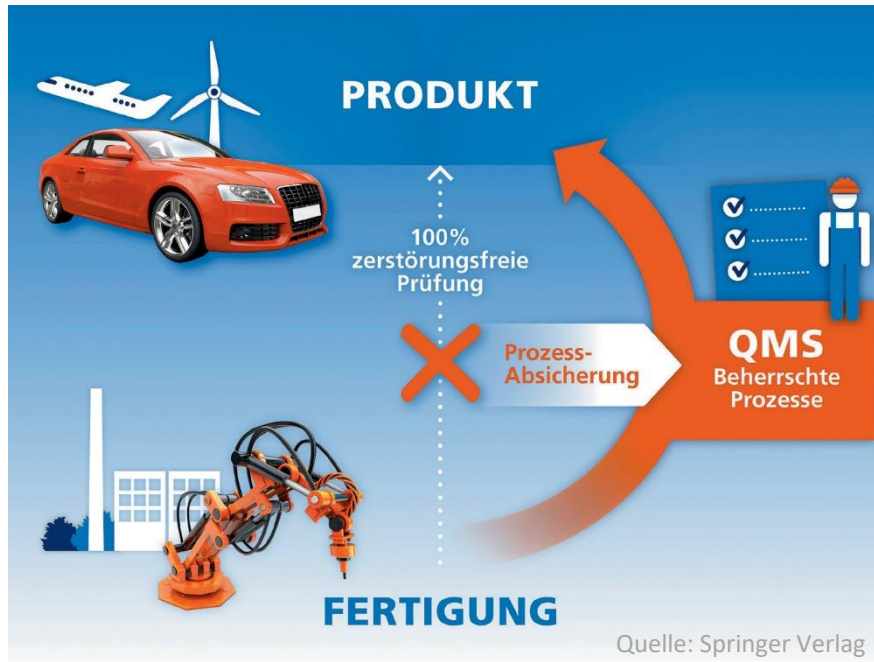 PRODUKT
100%
zerstörungsfreie
Prüfung
Prozess-
Absicherung
QMS
Beherrschte
Prozesse
FERTIGUNG
Quelle: Springer Verlag